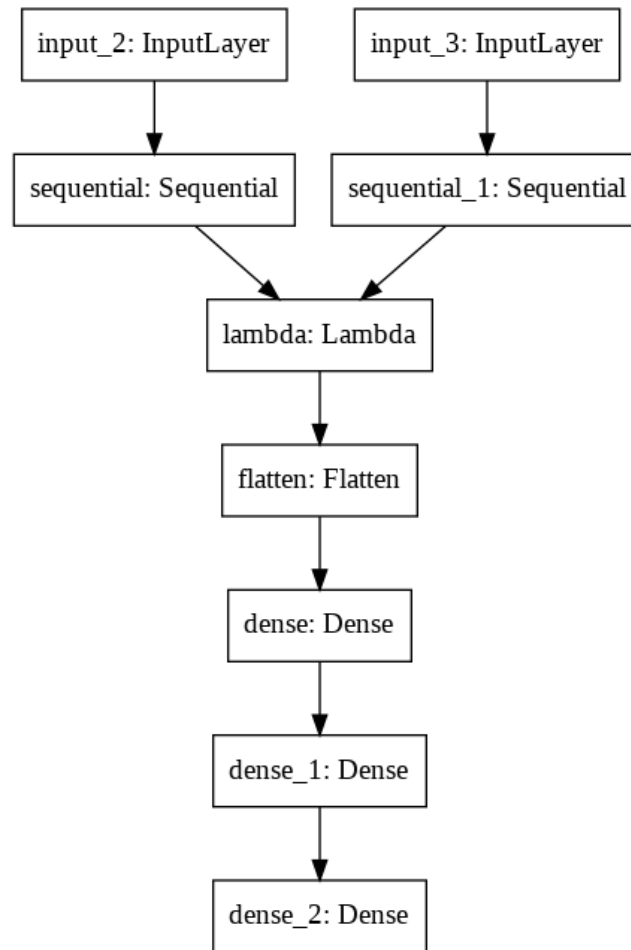 input_2: InputLayer
input_3: InputLayer
sequential: Sequential
sequential_1: Sequential
lambda: Lambda
flatten: Flatten
dense: Dense
dense_1: Dense
dense_2: Dense